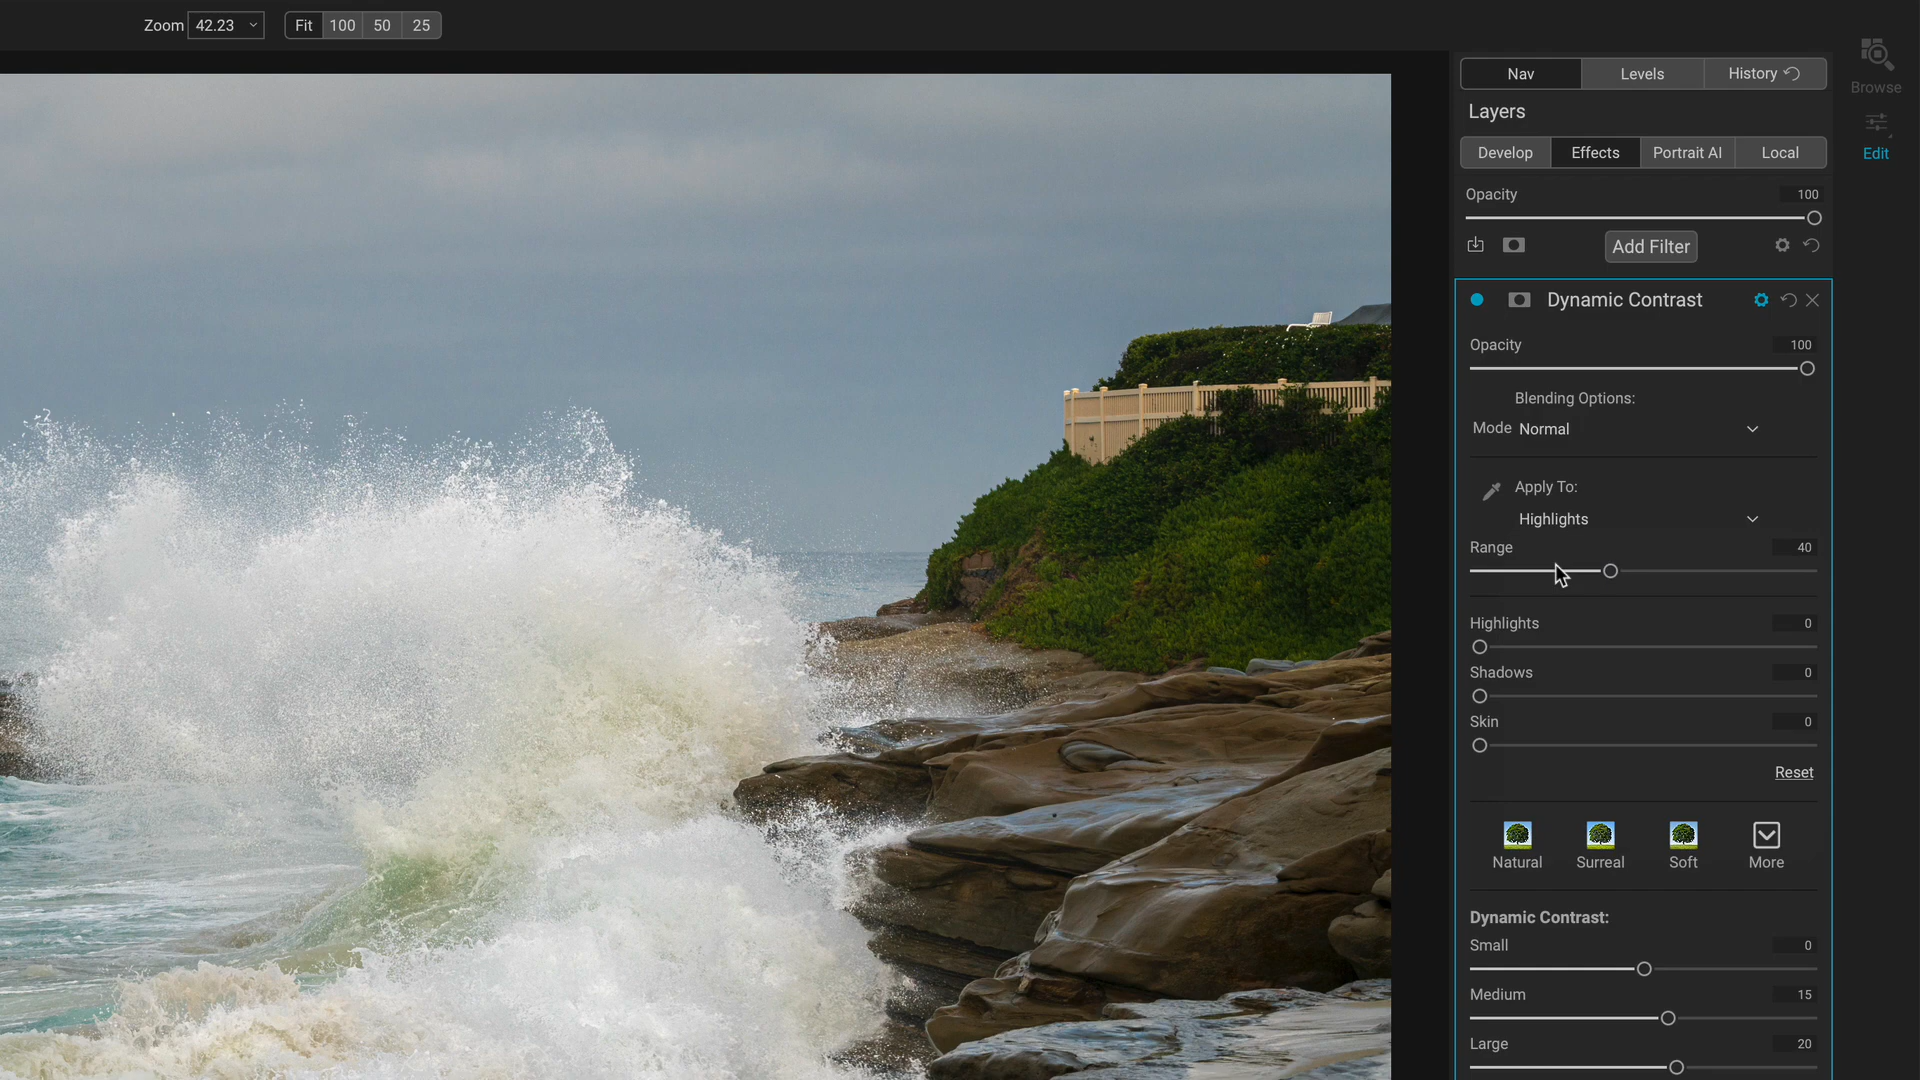 Zoom 42.23 Fit 100 50 25
Browse
Edit
Nav Levels History
Layers
Develop Effects Portrait AI Local
Opacity 100
Add Filter
Dynamic Contrast
Opacity 100
Blending Options:
Mode Normal
Apply To:
Highlights
Range 40
Highlights 0
Shadows 0
Skin 0
Reset
Natural Surreal Soft More
Dynamic Contrast:
Small 0
Medium 15
Large 20